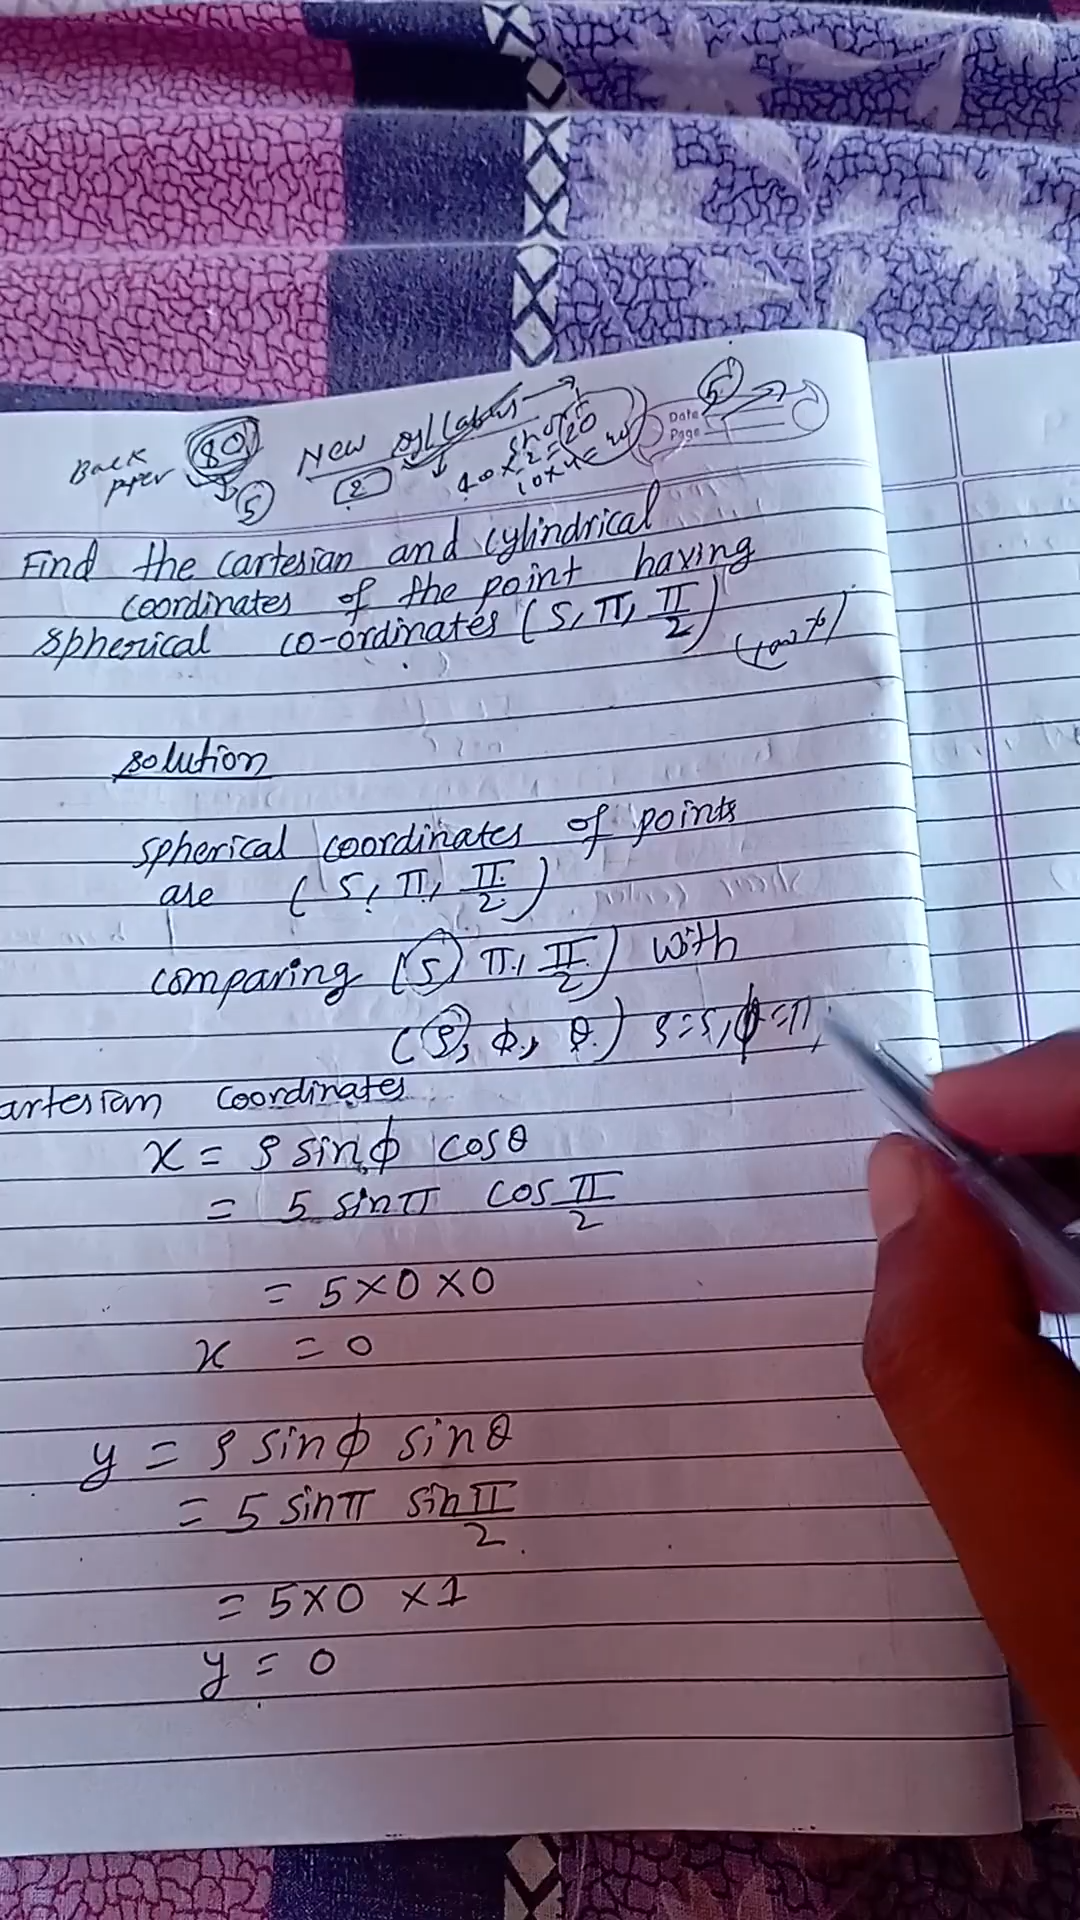 Back paper 80 5
New syllabus
2
short
10×2=20
10×4=40
5
Date
Page
Find the cartesian and cylindrical
coordinates of the point having
spherical co-ordinates (5, π, π/2)
solution
spherical coordinates of points
are (5, π, π/2)
comparing (5, π, π/2) with
(ρ, ϕ, θ) ρ=5, ϕ=π,
artesian coordinates
x = ρ sinϕ cosθ
= 5 sinπ cos π/2
= 5×0×0
x = 0
y = ρ sinϕ sinθ
= 5 sinπ sin π/2
= 5×0×1
y = 0